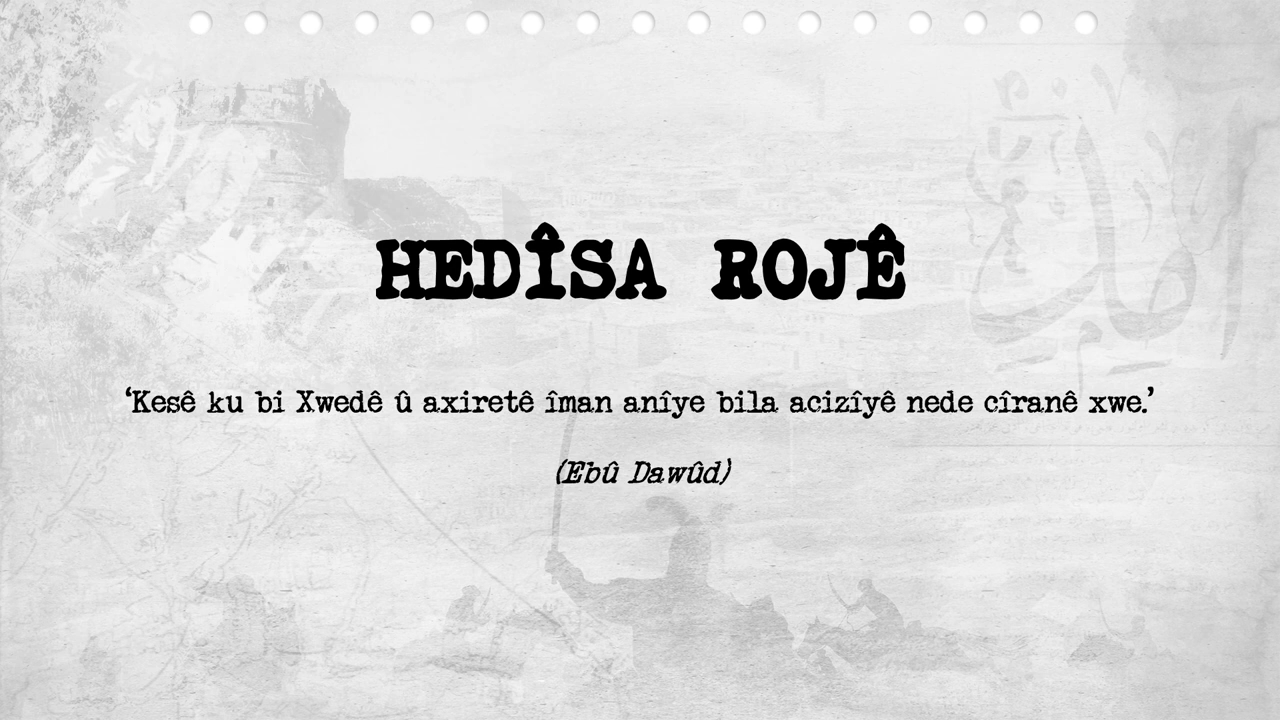 HEDÎSA ROJÊ
‘Kesê ku bi Xwedê û axiretê îman anîye bila acizîyê nede cîranê xwe.’
(Ebû Dawûd)